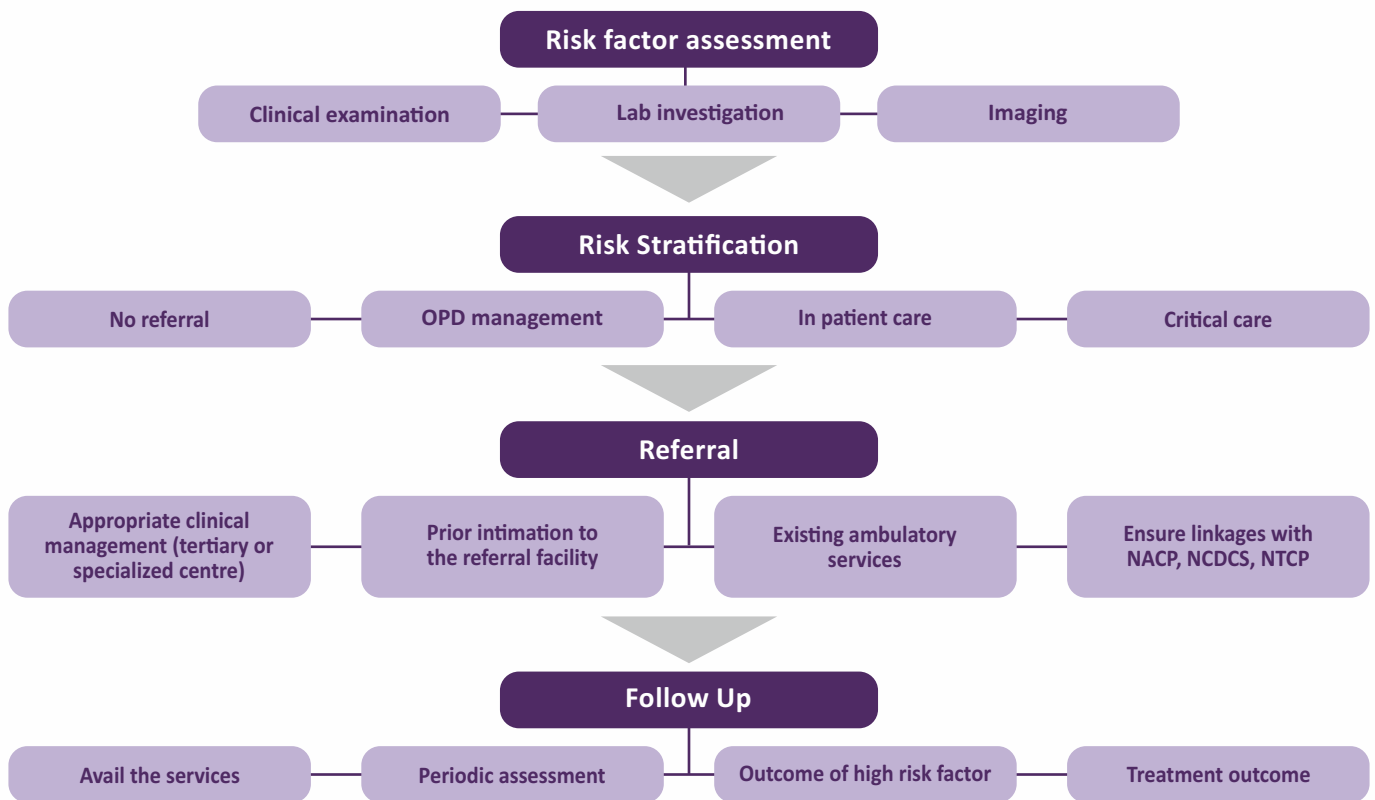 Risk factor assessment
Clinical examination
Lab investigation
Imaging
Risk Stratification
No referral
OPD management
In patient care
Critical care
Referral
Appropriate clinical
management (tertiary or
specialized centre)
Prior intimation to
the referral facility
Existing ambulatory
services
Ensure linkages with
NACP, NCDCS, NTCP
Follow Up
Avail the services
Periodic assessment
Outcome of high risk factor
Treatment outcome